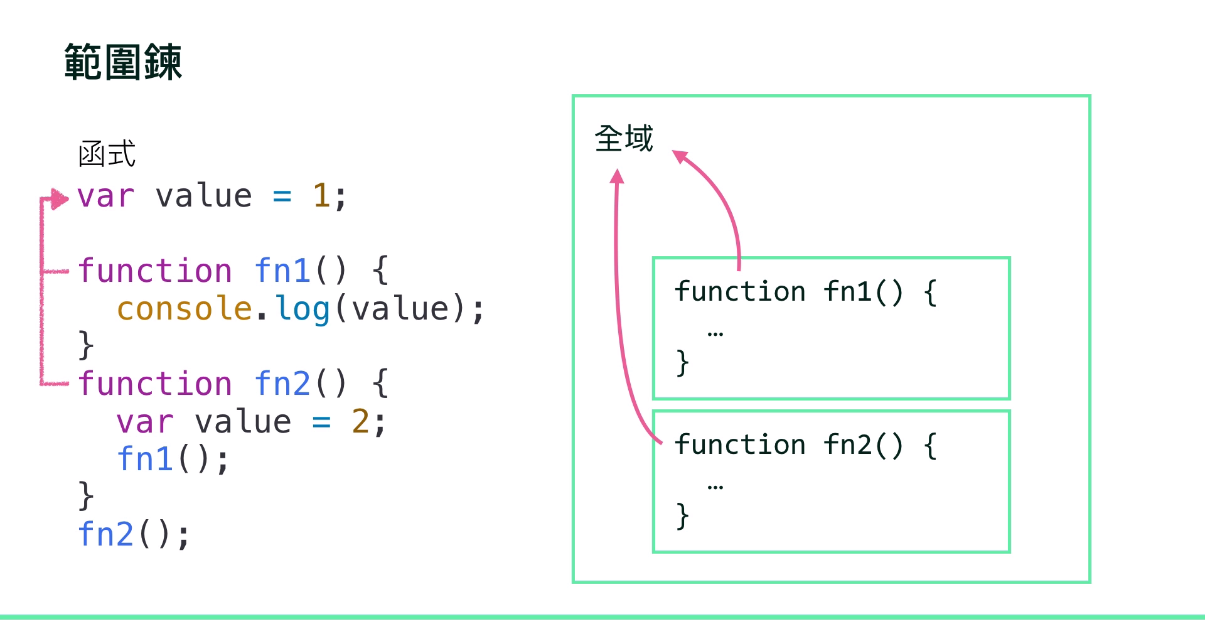 範圍鍊
函式
var value = 1;
function fn1() {
  console.log(value);
}
function fn2() {
  var value = 2;
  fn1();
}
fn2();
全域
function fn1() {
  …
}
function fn2() {
  …
}